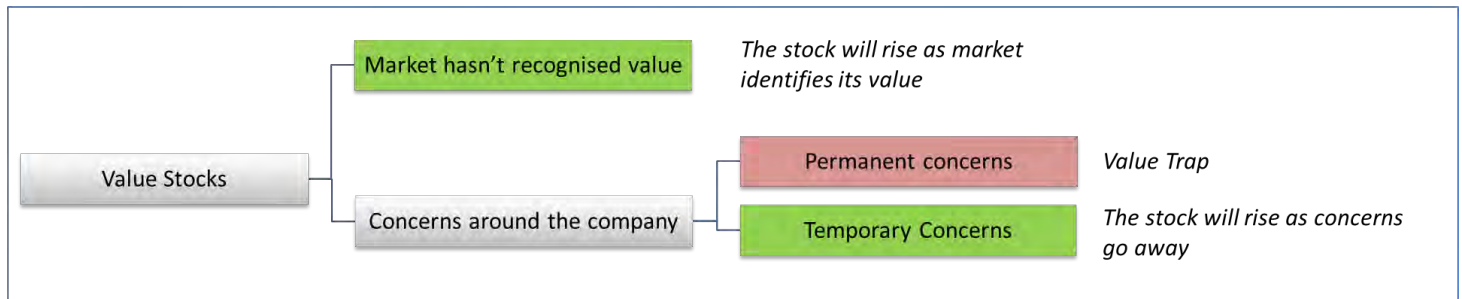 Market hasn’t recognised value
The stock will rise as market
identifies its value
Value Stocks
Permanent concerns
Value Trap
Concerns around the company
Temporary Concerns
The stock will rise as concerns
go away